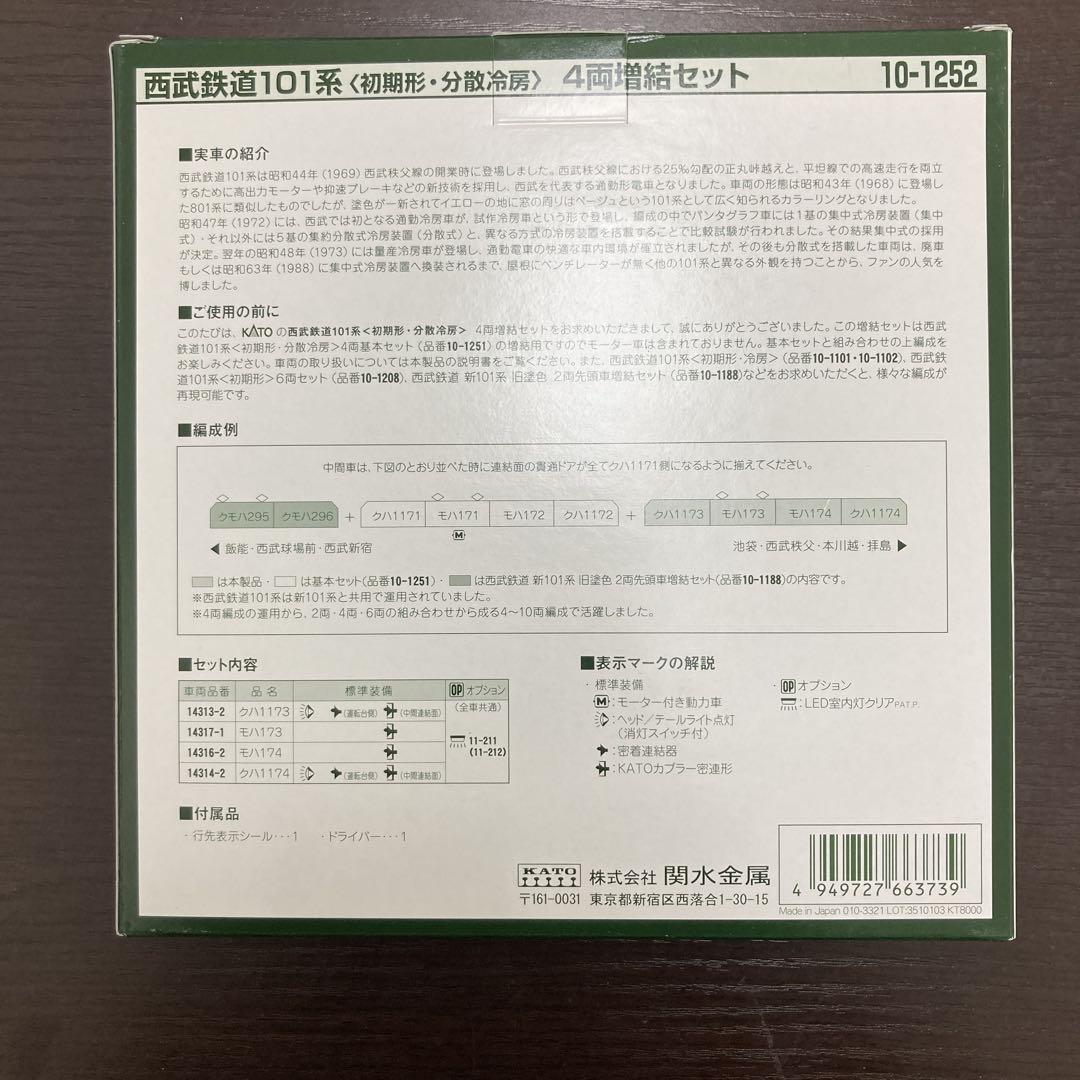 西武鉄道101系〈初期形・分散冷房〉 4両増結セット 10-1252
■実車の紹介
西武鉄道101系は昭和44年(1969)西武秩父線の開業時に登場しました。西武秩父線における25‰勾配の正丸峠越えと、平坦線での高速走行を両立
するために高出力モーターや抑速ブレーキなどの新技術を採用し、西武を代表する通勤形電車となりました。車両の形態は昭和43年(1968)に登場し
た801系に類似したものでしたが、塗色が一新されてイエローの地に窓の周りはベージュという101系として広く知られるカラーリングとなりました。
昭和47年(1972)には、西武では初となる通勤冷房車が、試作冷房車という形で登場し、編成の中でパンタグラフ車には1基の集中式冷房装置(集中
式)・それ以外には5基の集約分散式冷房装置(分散式)と、異なる方式の冷房装置を搭載することで比較試験が行われました。その結果集中式の採用
が決定。翌年の昭和48年(1973)には量産冷房車が登場し、通勤電車の快適な車内環境が確立されましたが、その後も分散式を搭載した車両は、廃車
もしくは昭和63年(1988)に集中式冷房装置へ換装されるまで、屋根にベンチレーターが無く他の101系と異なる外観を持つことから、ファンの人気を
博しました。
■ご使用の前に
このたびは、KATOの西武鉄道101系<初期形・分散冷房> 4両増結セットをお求めいただきまして、誠にありがとうございました。この増結セットは西武
鉄道101系<初期形・分散冷房>4両基本セット(品番10-1251)の増結用ですのでモーター車は含まれておりません。基本セットと組み合わせの上編成を
お楽しみください。車両の取り扱いについては本製品の説明書をご覧ください。また、西武鉄道101系<初期形・冷房>(品番10-1101・10-1102)、西武鉄
道101系<初期形>6両セット(品番10-1208)、西武鉄道 新101系 旧塗色 2両先頭車増結セット(品番10-1188)などをお求めいただくと、様々な編成が
再現可能です。
■編成例
中間車は、下図のとおり並べた時に連結面の貫通ドアが全てクハ1171側になるように揃えてください。
クモハ295 クモハ296 + クハ1171 モハ171 モハ172 クハ1172 + クハ1173 モハ173 モハ174 クハ1174
M
◀ 飯能・西武球場前・西武新宿 池袋・西武秩父・本川越・拝島 ▶
は本製品・ は基本セット(品番10-1251)・ は西武鉄道 新101系 旧塗色 2両先頭車増結セット(品番10-1188)の内容です。
※西武鉄道101系は新101系と共用で運用されていました。
※4両編成の運用から、2両・4両・6両の組み合わせから成る4〜10両編成で活躍しました。
■セット内容
車両品番 品名 標準装備 OP オプション
(全車共通)
14313-2 クハ1173 (運転台側) (中間連結面)
14317-1 モハ173
11-211
14316-2 モハ174
(11-212)
14314-2 クハ1174 (運転台側) (中間連結面)
■表示マークの解説
・標準装備
M:モーター付き動力車
:ヘッド/テールライト点灯
(消灯スイッチ付)
:密着連結器
:KATOカプラー密連形
・OPオプション
:LED室内灯クリアPAT.P.
■付属品
・行先表示シール・・・1 ・ドライバー・・・1
KATO 株式会社 関水金属
〒161-0031 東京都新宿区西落合1-30-15
4 949727 663739
Made in Japan 010-3321 LOT:3510103 KT8000